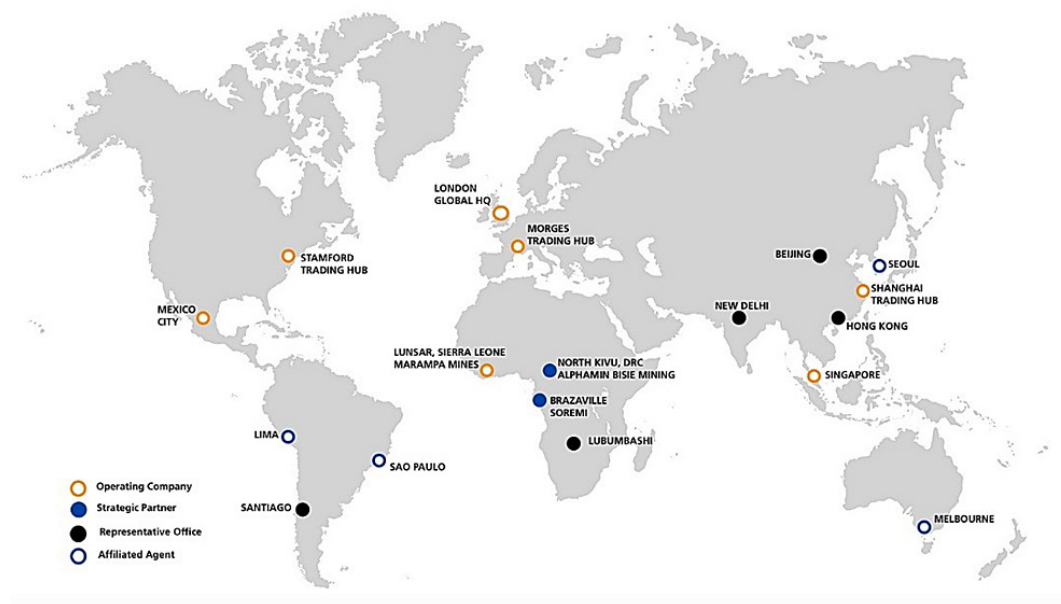 LONDON
GLOBAL HQ
MORGES
TRADING HUB
STAMFORD
TRADING HUB
BEIJING
SEOUL
SHANGHAI
TRADING HUB
MEXICO
CITY
NEW DELHI
HONG KONG
LUNSAR, SIERRA LEONE
MARAMPA MINES
NORTH KIVU, DRC
ALPHAMIN BISIE MINING
SINGAPORE
BRAZAVILLE
SOREMI
LIMA
LUBUMBASHI
SAO PAULO
SANTIAGO
MELBOURNE
Operating Company
Strategic Partner
Representative Office
Affiliated Agent